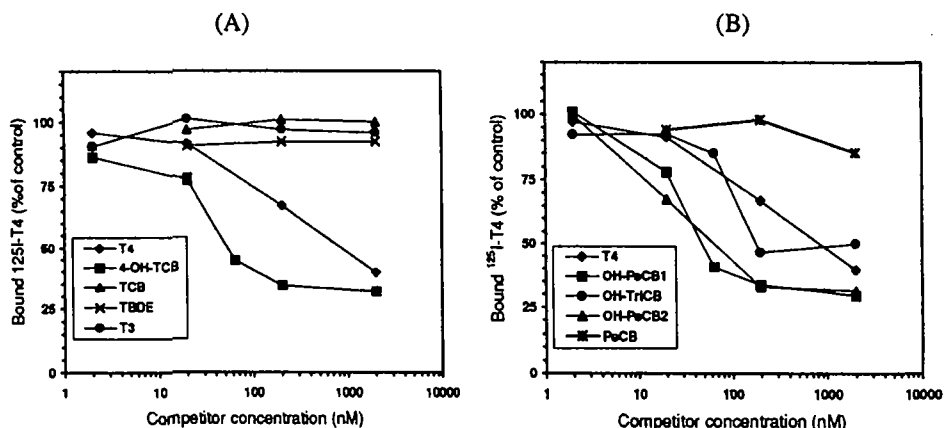 (A)
Bound 125I-T4 (%of control)
100
75
50
25
0
T4
4-OH-TCB
TCB
TBDE
T3
1
10
100
1000
10000
Competitor concentration (nM)
(B)
Bound ¹²⁵I-T4 (% of control)
100
75
50
25
0
T4
OH-PeCB1
OH-TriCB
OH-PeCB2
PeCB
1
10
100
1000
10000
Competitor concentration (nM)